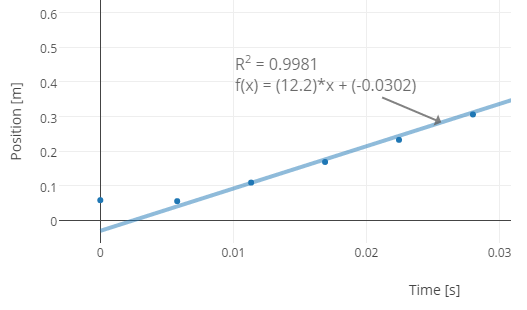 0.6
0.5
0.4
0.3
0.2
0.1
0
Position [m]
R² = 0.9981
f(x) = (12.2)*x + (-0.0302)
0 0.01 0.02 0.03
Time [s]